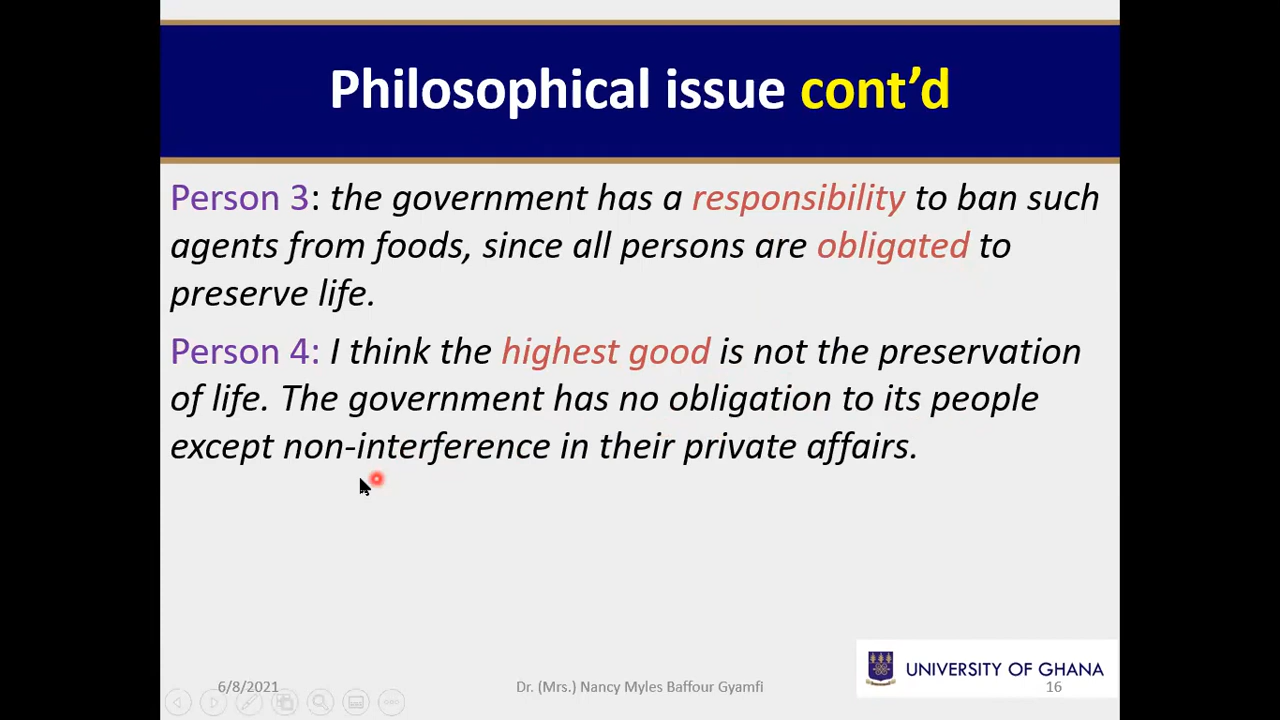 Philosophical issue cont’d
Person 3: the government has a responsibility to ban such
agents from foods, since all persons are obligated to
preserve life.
Person 4: I think the highest good is not the preservation
of life. The government has no obligation to its people
except non-interference in their private affairs.
UNIVERSITY OF GHANA
6/8/2021
Dr. (Mrs.) Nancy Myles Baffour Gyamfi
16